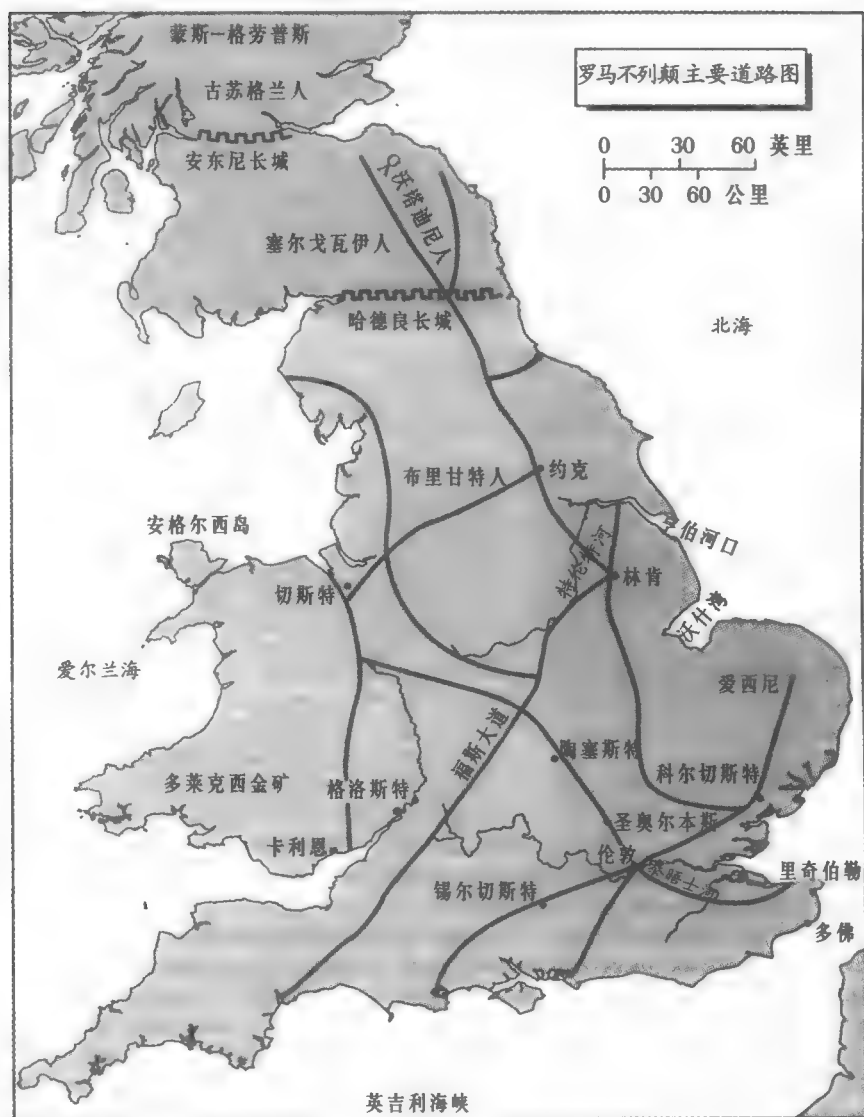 蒙斯-格劳普斯
罗马不列颠主要道路图
古苏格兰人
0 30 60 英里
安东尼长城
0 30 60 公里
沃塔迪尼人
塞尔戈瓦伊人
哈德良长城
北海
布里甘特人
约克
安格尔西岛
亨伯河口
特伦特河
切斯特
林肯
沃什湾
爱尔兰海
爱西尼
福斯大道
陶塞斯特
多莱克西金矿
格洛斯特
科尔切斯特
圣奥尔本斯
卡利恩
伦敦
里奇伯勒
泰晤士河
锡尔切斯特
多佛
英吉利海峡